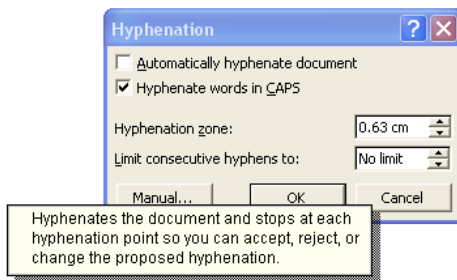 Hyphenation
Automatically hyphenate document
Hyphenate words in CAPS
Hyphenation zone: 0.63 cm
Limit consecutive hyphens to: No limit
Manual... OK Cancel
Hyphenates the document and stops at each
hyphenation point so you can accept, reject, or
change the proposed hyphenation.